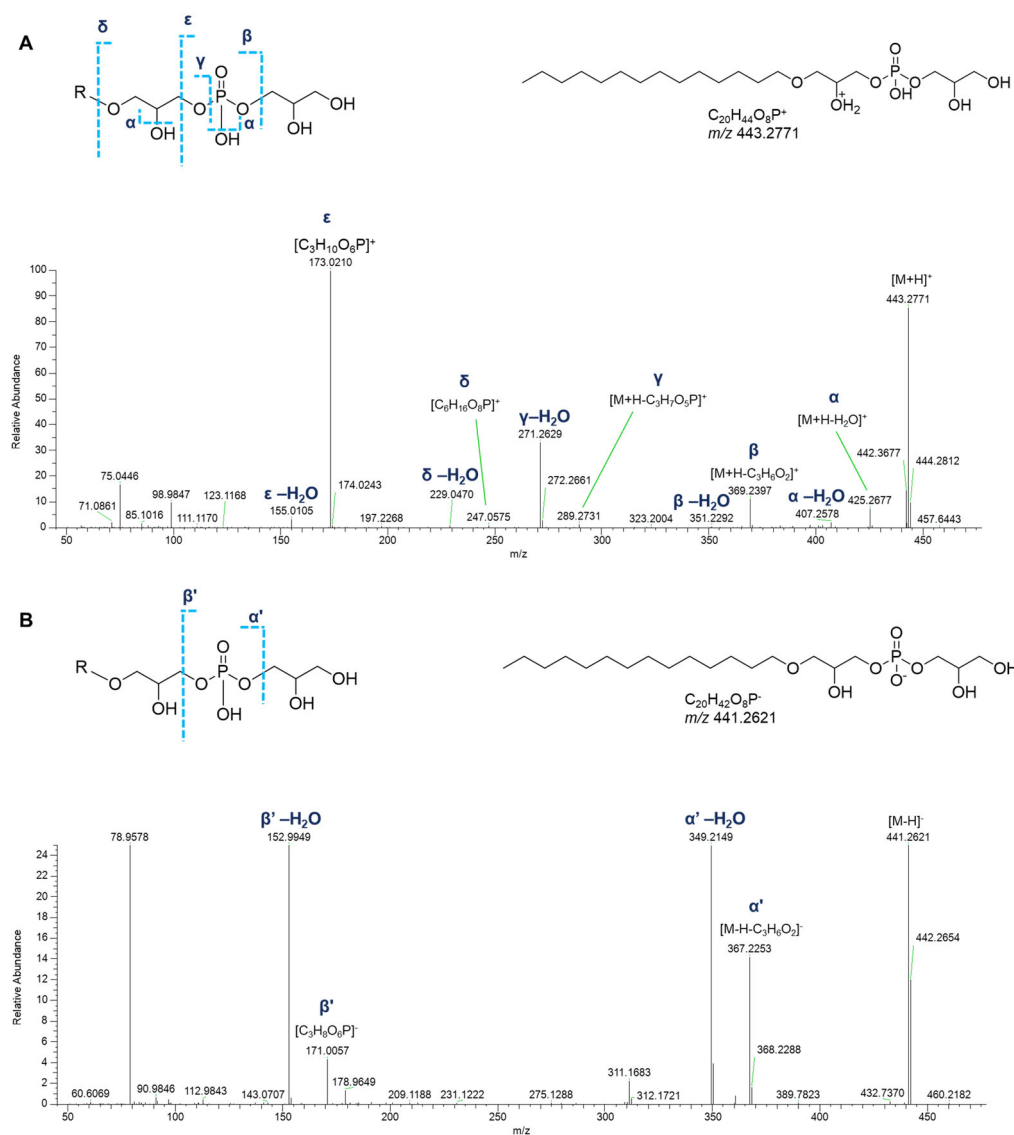 A
δ
ε
γ
β
R
O
OH
α
O
O
P
OH
O
α
OH
OH
O
OH₂
+
O
O
P
OH
O
OH
OH
C₂₀H₄₄O₈P⁺
m/z 443.2771
ε
[C₃H₁₀O₆P]⁺
173.0210
[M+H]⁺
443.2771
δ
[C₆H₁₆O₈P]⁺
γ
[M+H-C₃H₇O₅P]⁺
α
[M+H-H₂O]⁺
γ–H₂O
271.2629
β
[M+H-C₃H₆O₂]⁺
369.2397
442.3677
444.2812
75.0446
98.9847
123.1168
174.0243
δ –H₂O
229.0470
272.2661
ε –H₂O
155.0105
β –H₂O
351.2292
α –H₂O
407.2578
425.2677
71.0861
85.1016
111.1170
197.2268
247.0575
289.2731
323.2004
457.6443
Relative Abundance
100
90
80
70
60
50
40
30
20
10
0
50
100
150
200
250
300
350
400
450
m/z
B
β'
α'
R
O
OH
O
O
P
OH
O
OH
OH
O
OH
O
O
P
O⁻
O
OH
OH
C₂₀H₄₂O₈P⁻
m/z 441.2621
78.9578
β' –H₂O
152.9949
α' –H₂O
349.2149
[M-H]⁻
441.2621
α'
[M-H-C₃H₆O₂]⁻
367.2253
442.2654
β'
[C₃H₈O₆P]⁻
171.0057
368.2288
311.1683
60.6069
90.9846
112.9843
143.0707
178.9649
209.1188
231.1222
275.1288
312.1721
389.7823
432.7370
460.2182
Relative Abundance
24
22
20
18
16
14
12
10
8
6
4
2
0
50
100
150
200
250
300
350
400
450
m/z